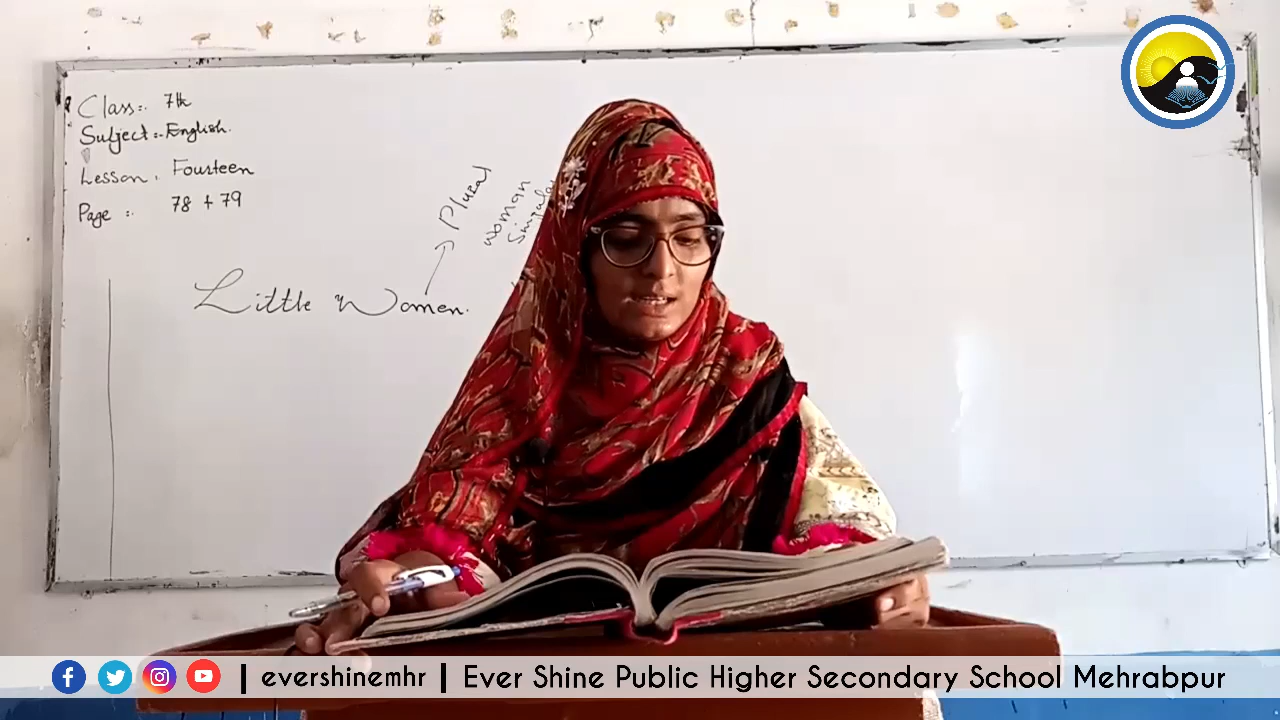 Class:. 7th
Subject:. English.
Lesson. Fourteen
Page :. 78 + 79
Plural
woman
Singular
Little Women.
| evershinemhr | Ever Shine Public Higher Secondary School Mehrabpur